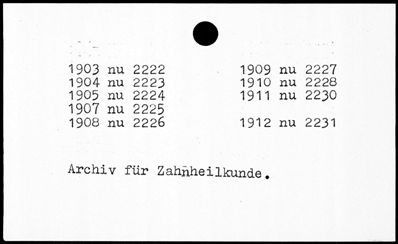 1903 nu 2222
1904 nu 2223
1905 nu 2224
1907 nu 2225
1908 nu 2226
1909 nu 2227
1910 nu 2228
1911 nu 2230
1912 nu 2231
Archiv für Zahnheilkunde.